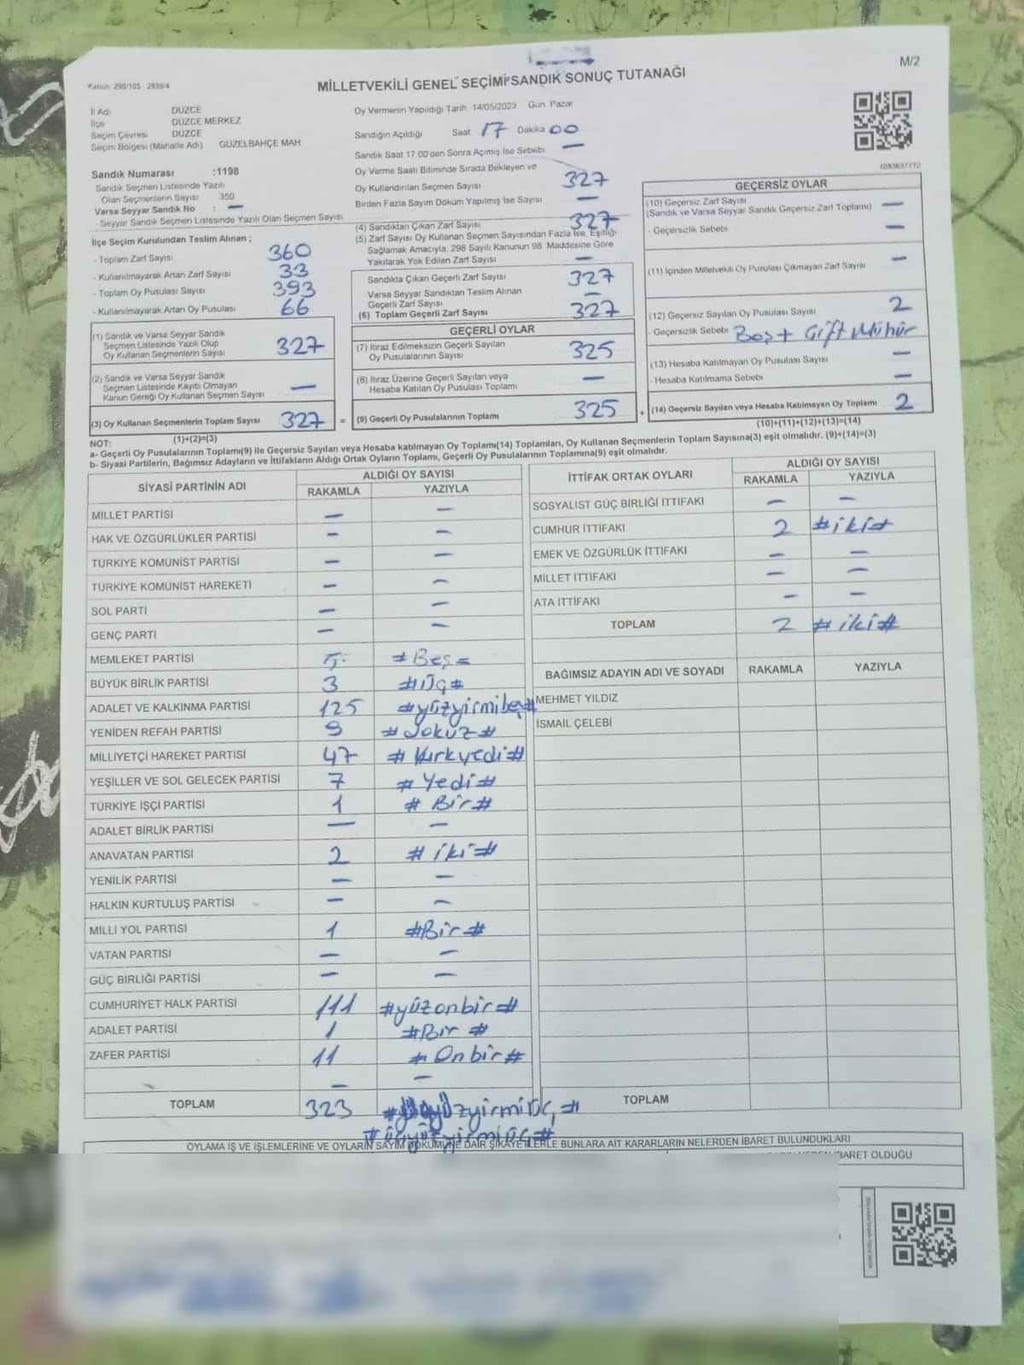 M/2
Kanun: 298/105 2839/4
MİLLETVEKİLİ GENEL SEÇİMİ SANDIK SONUÇ TUTANAĞI
İl Adı DÜZCE
İlçe DÜZCE MERKEZ
Seçim Çevresi DÜZCE
Seçim Bölgesi (Mahalle Adı) GÜZELBAHÇE MAH
Sandık Numarası :1198
Sandık Seçmen Listesinde Yazılı
Olan Seçmenlerin Sayısı 350
Varsa Seyyar Sandık No : –
Seyyar Sandık Seçmen Listesinde Yazılı Olan Seçmen Sayısı
İlçe Seçim Kurulundan Teslim Alınan ;
- Toplam Zarf Sayısı 360
- Kullanılmayarak Artan Zarf Sayısı 33
- Toplam Oy Pusulası Sayısı 393
- Kullanılmayarak Artan Oy Pusulası 66
(1) Sandık ve Varsa Seyyar Sandık
Seçmen Listesinde Yazılı Olup
Oy Kullanan Seçmenlerin Sayısı 327
(2) Sandık ve Varsa Seyyar Sandık
Seçmen Listesinde Kayıtlı Olmayan
Kanun Gereği Oy Kullanan Seçmen Sayısı –
(3) Oy Kullanan Seçmenlerin Toplam Sayısı 327 =
(1)+(2)=(3)
Oy Vermenin Yapıldığı Tarih 14/05/2023 Gün: Pazar
Sandığın Açıldığı Saat 17 Dakika 00
Sandık Saat 17.00'den Sonra Açılmış İse Sebebi –
Oy Verme Saati Bitiminde Sırada Bekleyen ve
Oy Kullandırılan Seçmen Sayısı 327
Birden Fazla Sayım Döküm Yapılmış İse Sayısı –
(4) Sandıktan Çıkan Zarf Sayısı 327
(5) Zarf Sayısı Oy Kullanan Seçmen Sayısından Fazla İse, Eşitliği
Sağlamak Amacıyla; 298 Sayılı Kanunun 98. Maddesine Göre
Yakılarak Yok Edilen Zarf Sayısı –
Sandıkta Çıkan Geçerli Zarf Sayısı 327
Varsa Seyyar Sandıktan Teslim Alınan
Geçerli Zarf Sayısı –
(6) Toplam Geçerli Zarf Sayısı 327
GEÇERLİ OYLAR
(7) İtiraz Edilmeksizin Geçerli Sayılan
Oy Pusulalarının Sayısı 325
(8) İtiraz Üzerine Geçerli Sayılan veya
Hesaba Katılan Oy Pusulaları Toplamı –
(9) Geçerli Oy Pusulalarının Toplamı 325 +
GEÇERSİZ OYLAR
(10) Geçersiz Zarf Sayısı –
(Sandık ve Varsa Seyyar Sandık Geçersiz Zarf Toplamı)
- Geçersizlik Sebebi –
(11) İçinden Milletvekili Oy Pusulası Çıkmayan Zarf Sayısı –
(12) Geçersiz Sayılan Oy Pusulası Sayısı 2
- Geçersizlik Sebebi Boş + Çift Mühür
(13) Hesaba Katılmayan Oy Pusulası Sayısı –
- Hesaba Katılmama Sebebi –
(14) Geçersiz Sayılan veya Hesaba Katılmayan Oy Toplamı 2
(10)+(11)+(12)+(13)=(14)
NOT:
a- Geçerli Oy Pusulalarının Toplamı(9) ile Geçersiz Sayılan veya Hesaba katılmayan Oy Toplamı(14) Toplamları, Oy Kullanan Seçmenlerin Toplam Sayısına(3) eşit olmalıdır. (9)+(14)=(3)
b- Siyasi Partilerin, Bağımsız Adayların ve İttifakların Aldığı Ortak Oyların Toplamı, Geçerli Oy Pusulalarının Toplamına(9) eşit olmalıdır.
SİYASİ PARTİNİN ADI ALDIĞI OY SAYISI
RAKAMLA YAZIYLA
MİLLET PARTİSİ – –
HAK VE ÖZGÜRLÜKLER PARTİSİ – –
TÜRKİYE KOMÜNİST PARTİSİ – –
TÜRKİYE KOMÜNİST HAREKETİ – –
SOL PARTİ – –
GENÇ PARTİ – –
MEMLEKET PARTİSİ 5 =Beş=
BÜYÜK BİRLİK PARTİSİ 3 #Üç#
ADALET VE KALKINMA PARTİSİ 125 #yüzyirmibeş#
YENİDEN REFAH PARTİSİ 9 #dokuz#
MİLLİYETÇİ HAREKET PARTİSİ 47 #Kırkyedi#
YEŞİLLER VE SOL GELECEK PARTİSİ 7 #Yedi#
TÜRKİYE İŞÇİ PARTİSİ 1 #Bir#
ADALET BİRLİK PARTİSİ – –
ANAVATAN PARTİSİ 2 #iki#
YENİLİK PARTİSİ – –
HALKIN KURTULUŞ PARTİSİ – –
MİLLİ YOL PARTİSİ 1 #Bir#
VATAN PARTİSİ – –
GÜÇ BİRLİĞİ PARTİSİ – –
CUMHURİYET HALK PARTİSİ 111 #yüzonbir#
ADALET PARTİSİ 1 #Bir#
ZAFER PARTİSİ 11 #Onbir#
– –
TOPLAM 323
#üçyüzyirmiüç#
İTTİFAK ORTAK OYLARI ALDIĞI OY SAYISI
RAKAMLA YAZIYLA
SOSYALİST GÜÇ BİRLİĞİ İTTİFAKI – –
CUMHUR İTTİFAKI 2 #iki#
EMEK VE ÖZGÜRLÜK İTTİFAKI – –
MİLLET İTTİFAKI – –
ATA İTTİFAKI – –
TOPLAM 2 #iki#
BAĞIMSIZ ADAYIN ADI VE SOYADI RAKAMLA YAZIYLA
MEHMET YILDIZ
İSMAİL ÇELEBİ
TOPLAM
OYLAMA İŞ VE İŞLEMLERİNE VE OYLARIN SAYIM DÖKÜMÜNE DAİR ŞİKAYETLERLE BUNLARA AİT KARARLARIN NELERDEN İBARET BULUNDUKLARI
İBARET OLDUĞU